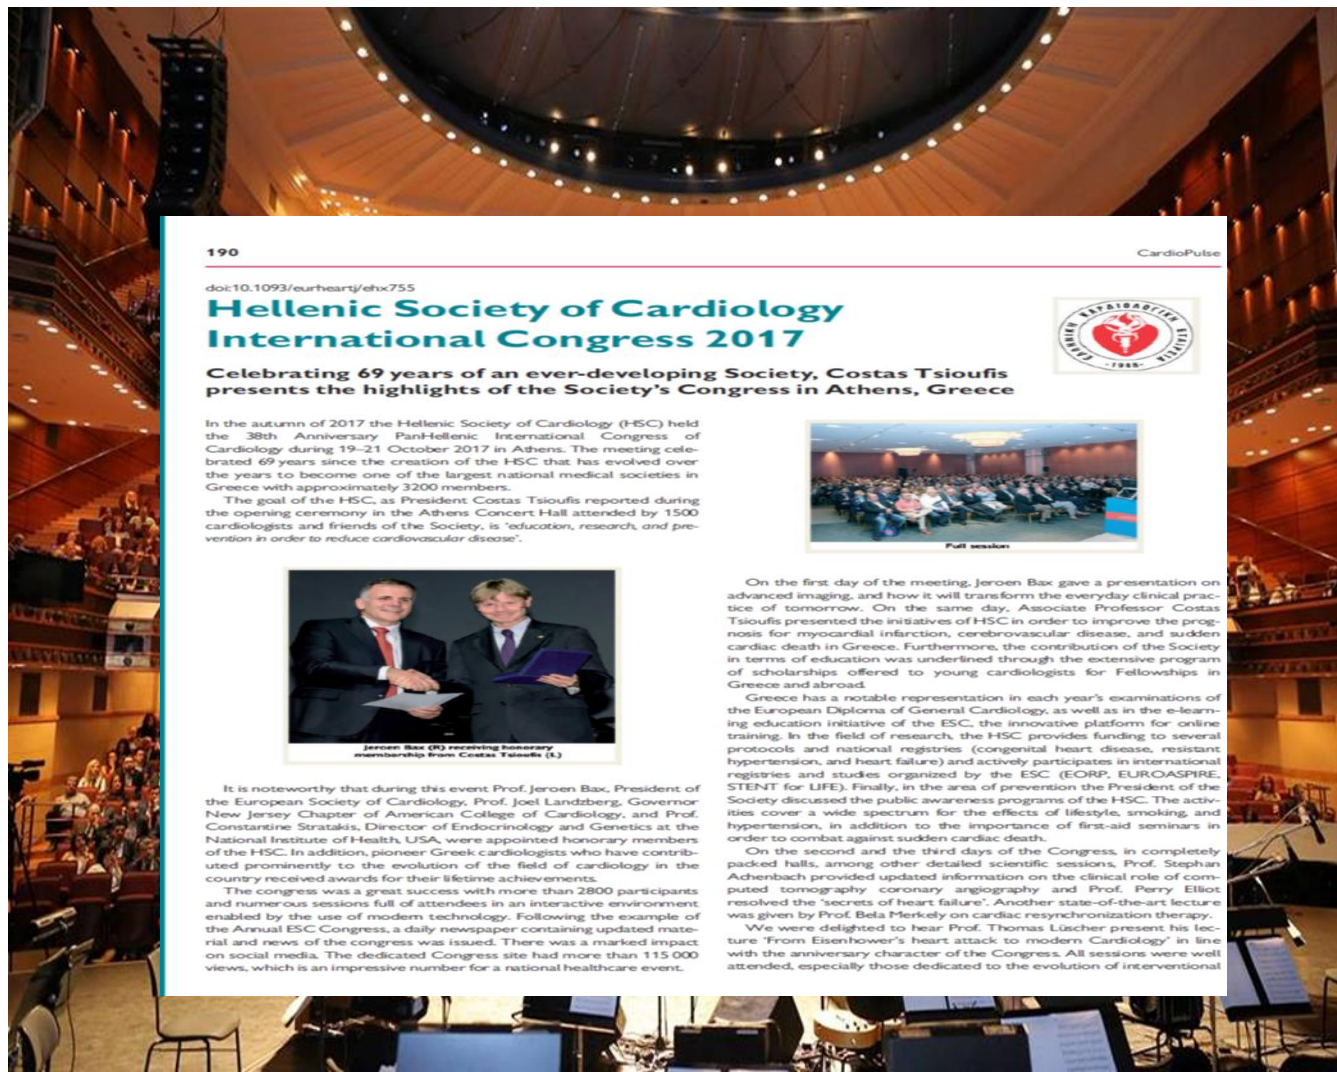 190
CardioPulse
doi:10.1093/eurheartj/ehx755
Hellenic Society of Cardiology
International Congress 2017
ΕΛΛΗΝΙΚΗ ΚΑΡΔΙΟΛΟΓΙΚΗ ΕΤΑΙΡΕΙΑ
-1948-
Celebrating 69 years of an ever-developing Society, Costas Tsioufis
presents the highlights of the Society's Congress in Athens, Greece
In the autumn of 2017 the Hellenic Society of Cardiology (HSC) held
the 38th Anniversary PanHellenic International Congress of
Cardiology during 19–21 October 2017 in Athens. The meeting cele-
brated 69 years since the creation of the HSC that has evolved over
the years to become one of the largest national medical societies in
Greece with approximately 3200 members.
The goal of the HSC, as President Costas Tsioufis reported during
the opening ceremony in the Athens Concert Hall attended by 1500
cardiologists and friends of the Society, is 'education, research, and pre-
vention in order to reduce cardiovascular disease'.
Jeroen Bax (R) receiving honorary
membership from Costas Tsioufis (L)
It is noteworthy that during this event Prof. Jeroen Bax, President of
the European Society of Cardiology, Prof. Joel Landzberg, Governor
New Jersey Chapter of American College of Cardiology, and Prof.
Constantine Stratakis, Director of Endocrinology and Genetics at the
National Institute of Health, USA, were appointed honorary members
of the HSC. In addition, pioneer Greek cardiologists who have contrib-
uted prominently to the evolution of the field of cardiology in the
country received awards for their lifetime achievements.
The congress was a great success with more than 2800 participants
and numerous sessions full of attendees in an interactive environment
enabled by the use of modern technology. Following the example of
the Annual ESC Congress, a daily newspaper containing updated mate-
rial and news of the congress was issued. There was a marked impact
on social media. The dedicated Congress site had more than 115 000
views, which is an impressive number for a national healthcare event.
Full session
On the first day of the meeting, Jeroen Bax gave a presentation on
advanced imaging, and how it will transform the everyday clinical prac-
tice of tomorrow. On the same day, Associate Professor Costas
Tsioufis presented the initiatives of HSC in order to improve the prog-
nosis for myocardial infarction, cerebrovascular disease, and sudden
cardiac death in Greece. Furthermore, the contribution of the Society
in terms of education was underlined through the extensive program
of scholarships offered to young cardiologists for Fellowships in
Greece and abroad.
Greece has a notable representation in each year's examinations of
the European Diploma of General Cardiology, as well as in the e-learn-
ing education initiative of the ESC, the innovative platform for online
training. In the field of research, the HSC provides funding to several
protocols and national registries (congenital heart disease, resistant
hypertension, and heart failure) and actively participates in international
registries and studies organized by the ESC (EORP, EUROASPIRE,
STENT for LIFE). Finally, in the area of prevention the President of the
Society discussed the public awareness programs of the HSC. The activ-
ities cover a wide spectrum for the effects of lifestyle, smoking, and
hypertension, in addition to the importance of first-aid seminars in
order to combat against sudden cardiac death.
On the second and the third days of the Congress, in completely
packed halls, among other detailed scientific sessions, Prof. Stephan
Achenbach provided updated information on the clinical role of com-
puted tomography coronary angiography and Prof. Perry Elliot
resolved the 'secrets of heart failure'. Another state-of-the-art lecture
was given by Prof. Bela Merkely on cardiac resynchronization therapy.
We were delighted to hear Prof. Thomas Lüscher present his lec-
ture 'From Eisenhower's heart attack to modern Cardiology' in line
with the anniversary character of the Congress. All sessions were well
attended, especially those dedicated to the evolution of interventional